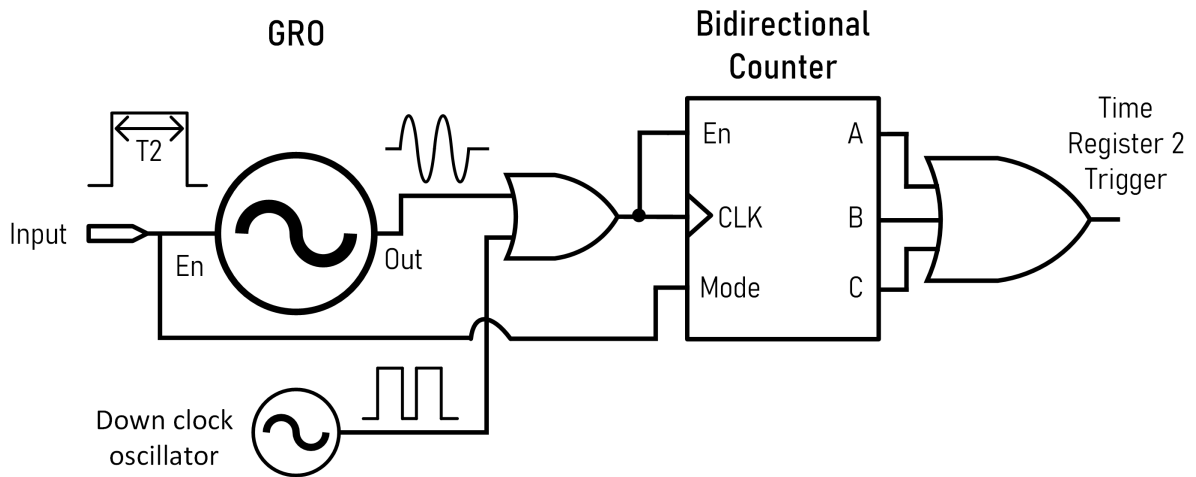 GRO
Bidirectional
Counter
T2
Input
En
Out
En
CLK
Mode
A
B
C
Time
Register 2
Trigger
Down clock
oscillator